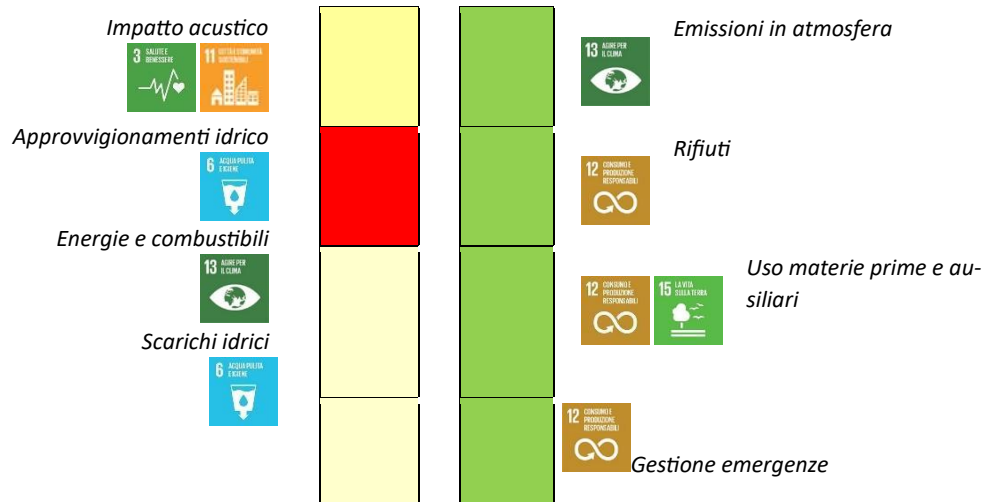 Impatto acustico
3 SALUTE E
BENESSERE
11 CITTÀ E COMUNITÀ
SOSTENIBILI
Approvvigionamenti idrico
6 ACQUA PULITA
E IGIENE
Energie e combustibili
13 AGIRE PER
IL CLIMA
Scarichi idrici
6 ACQUA PULITA
E IGIENE
Emissioni in atmosfera
13 AGIRE PER
IL CLIMA
Rifiuti
12 CONSUMO E
PRODUZIONE
RESPONSABILI
Uso materie prime e au-
siliari
12 CONSUMO E
PRODUZIONE
RESPONSABILI
15 LA VITA
SULLA TERRA
12 CONSUMO E
PRODUZIONE
RESPONSABILI
Gestione emergenze